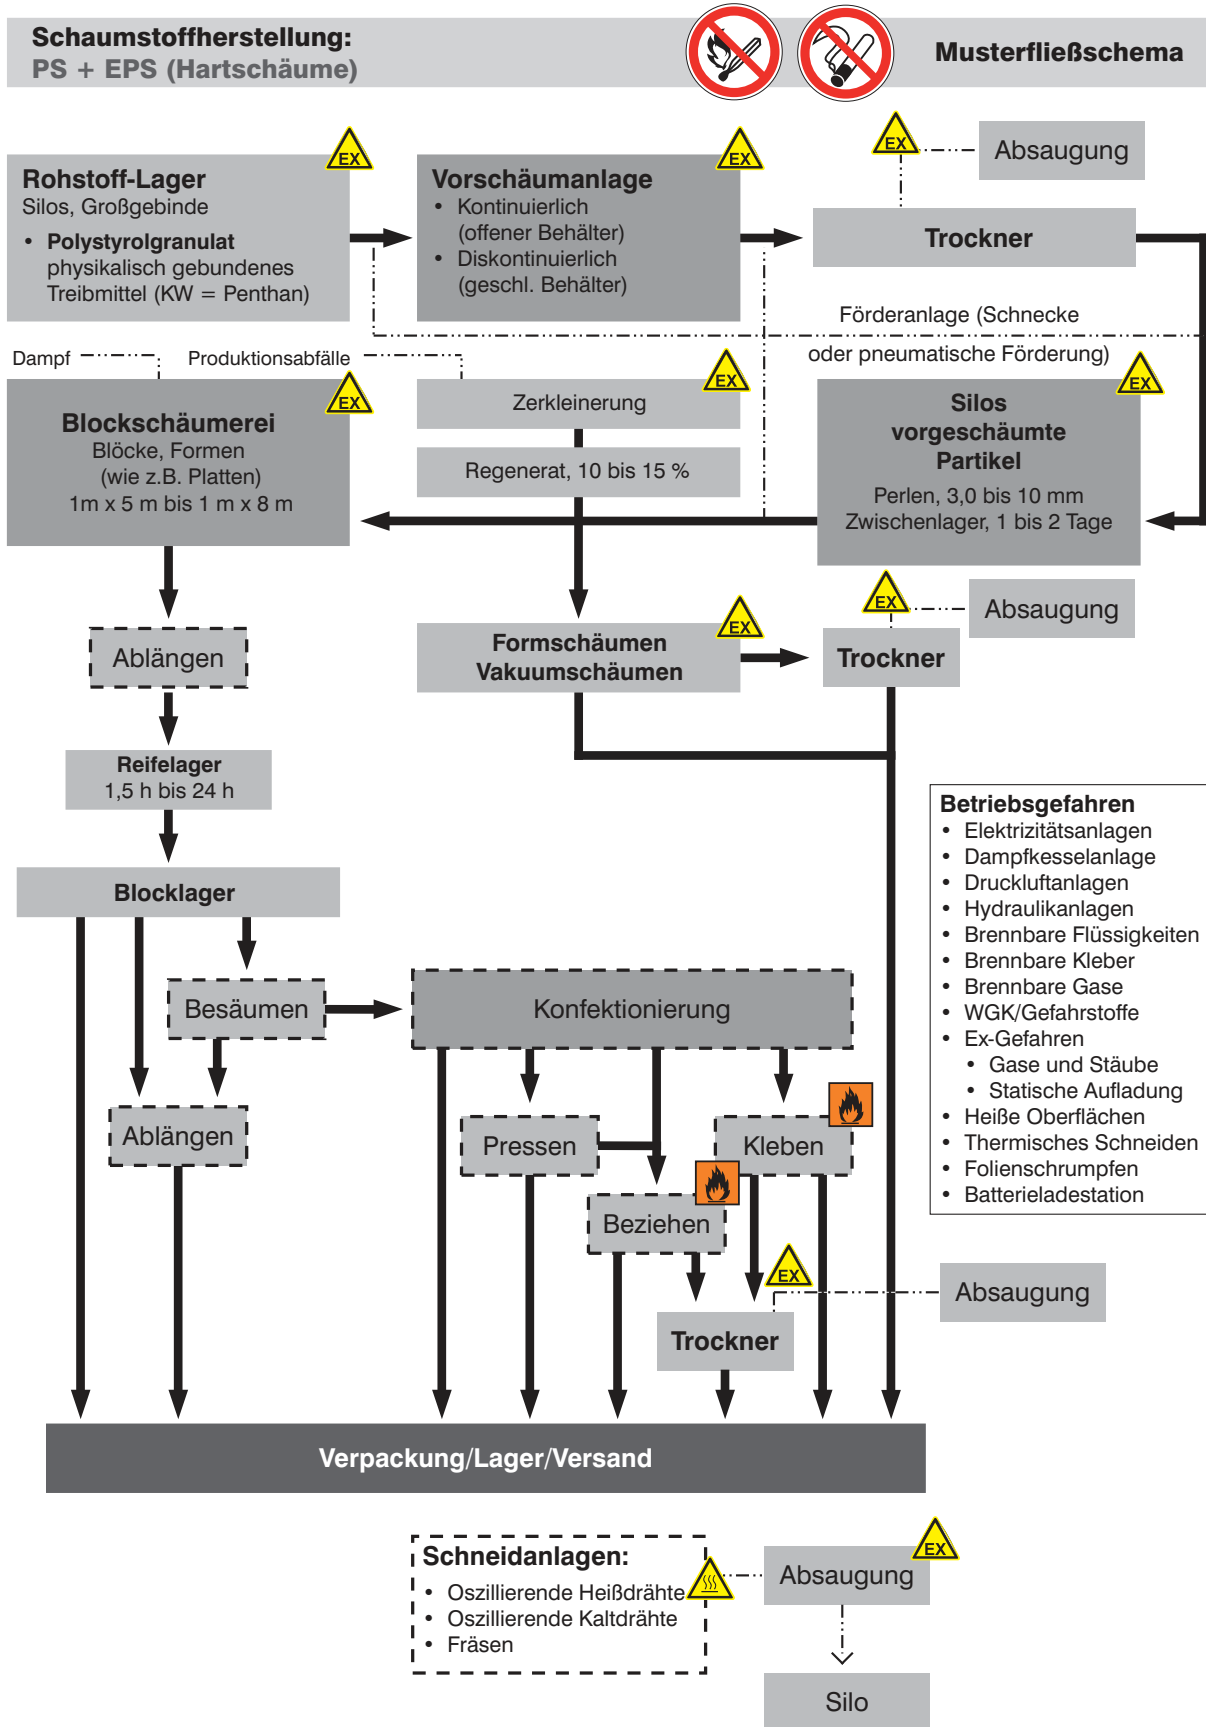 Schaumstoffherstellung:
PS + EPS (Hartschäume)
Musterfließschema
EX
EX
EX
Absaugung
Rohstoff-Lager
Silos, Großgebinde
• Polystyrolgranulat
physikalisch gebundenes
Treibmittel (KW = Penthan)
Vorschäumanlage
• Kontinuierlich
(offener Behälter)
• Diskontinuierlich
(geschl. Behälter)
Trockner
Förderanlage (Schnecke
oder pneumatische Förderung)
Dampf
Produktionsabfälle
EX
EX
EX
Blockschäumerei
Blöcke, Formen
(wie z.B. Platten)
1m x 5 m bis 1 m x 8 m
Zerkleinerung
Regenerat, 10 bis 15 %
Silos
vorgeschäumte
Partikel
Perlen, 3,0 bis 10 mm
Zwischenlager, 1 bis 2 Tage
EX
Absaugung
Ablängen
EX
Formschäumen
Vakuumschäumen
Trockner
Reifelager
1,5 h bis 24 h
Blocklager
Betriebsgefahren
• Elektrizitätsanlagen
• Dampfkesselanlage
• Druckluftanlagen
• Hydraulikanlagen
• Brennbare Flüssigkeiten
• Brennbare Kleber
• Brennbare Gase
• WGK/Gefahrstoffe
• Ex-Gefahren
• Gase und Stäube
• Statische Aufladung
• Heiße Oberflächen
• Thermisches Schneiden
• Folienschrumpfen
• Batterieladestation
Besäumen
Konfektionierung
Ablängen
Pressen
Kleben
Beziehen
EX
Absaugung
Trockner
Verpackung/Lager/Versand
Schneidanlagen:
• Oszillierende Heißdrähte
• Oszillierende Kaltdrähte
• Fräsen
EX
Absaugung
Silo